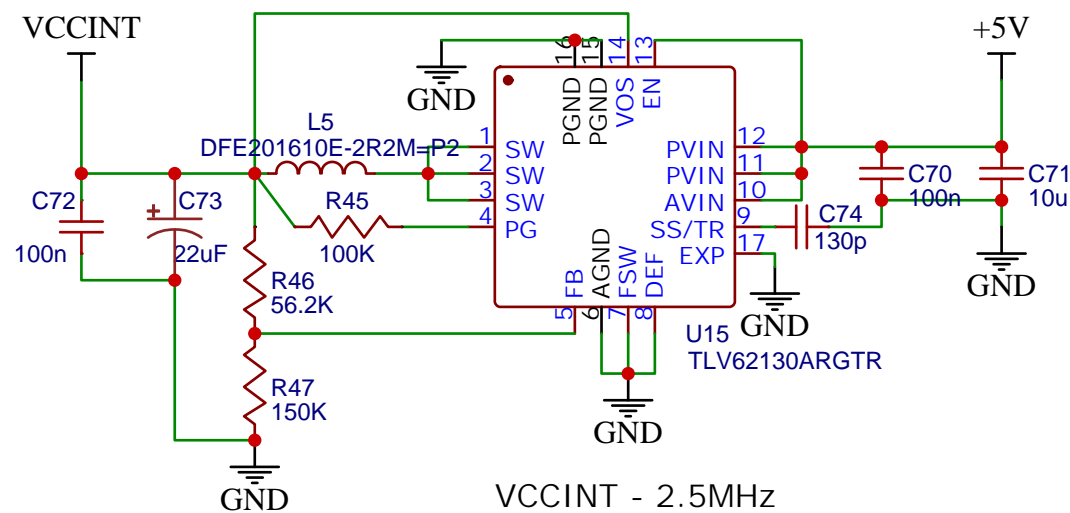 VCCINT
+5V
GND
16
15
14
13
PGND
PGND
VOS
EN
L5
DFE201610E-2R2M=P2
1
SW
2
SW
3
SW
4
PG
PVIN
12
PVIN
11
AVIN
10
SS/TR
9
EXP
17
C72
100n
C73
22uF
R45
100K
C74
130p
C70
100n
C71
10u
GND
R46
56.2K
FB
AGND
FSW
DEF
5
6
7
8
GND
U15
TLV62130ARGTR
R47
150K
GND
GND
VCCINT - 2.5MHz